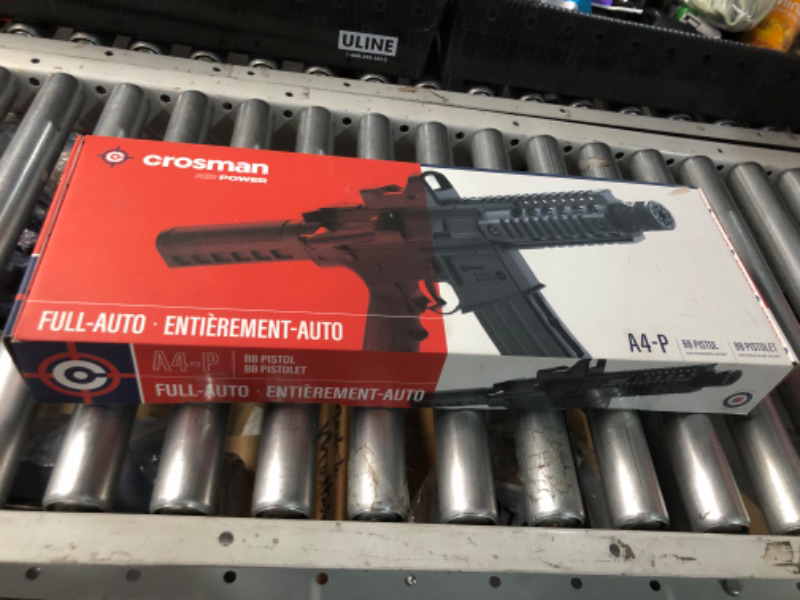 ULINE
crosman
AIR POWER
FULL-AUTO · ENTIÈREMENT-AUTO
A4-P
BB PISTOL
BB PISTOLET
A4-P
BB PISTOL
BB PISTOLET
FULL-AUTO · ENTIÈREMENT-AUTO